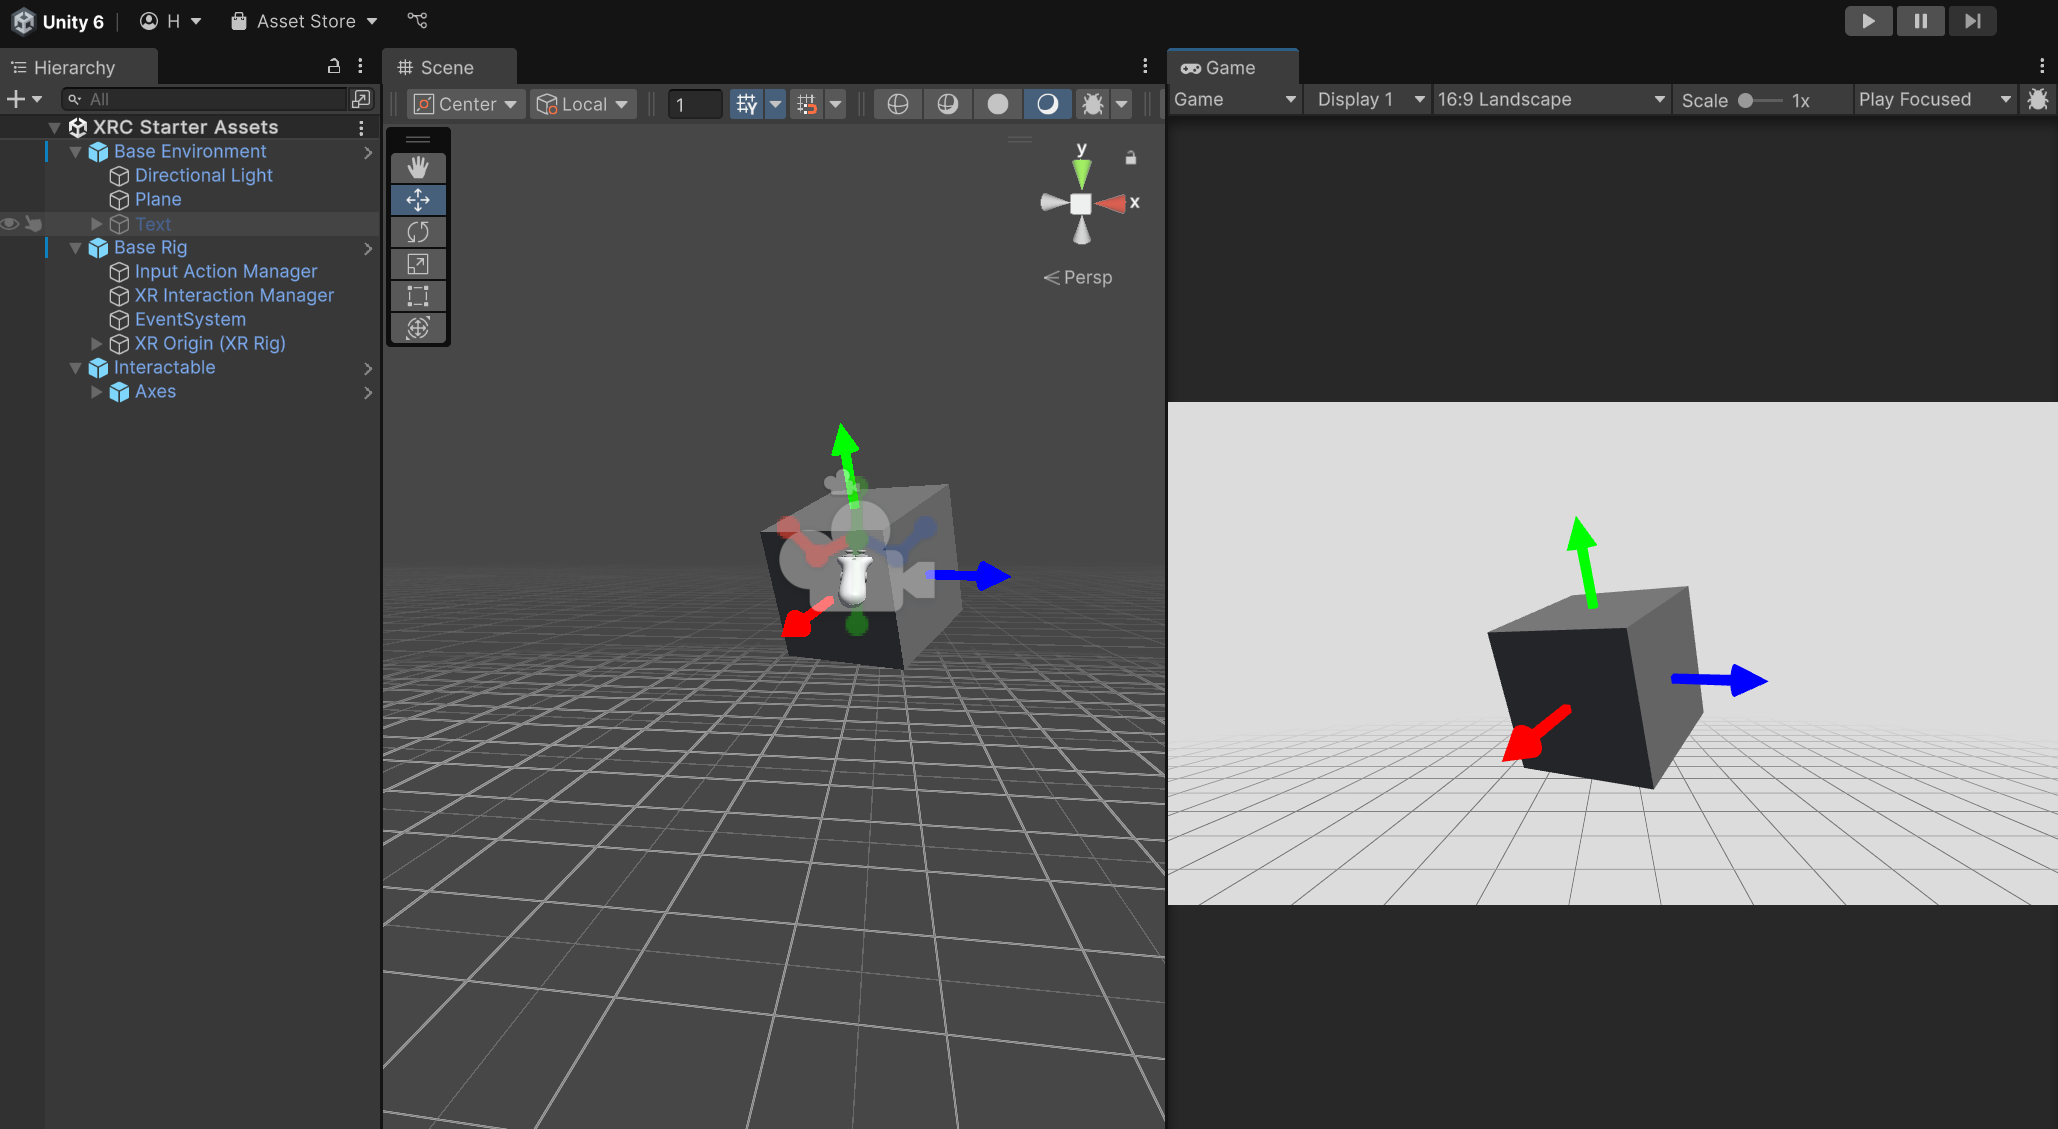 Unity 6 H Asset Store
Hierarchy
All
XRC Starter Assets
Base Environment
Directional Light
Plane
Text
Base Rig
Input Action Manager
XR Interaction Manager
EventSystem
XR Origin (XR Rig)
Interactable
Axes
Scene
Center Local 1
y
x
Persp
Game
Game Display 1 16:9 Landscape Scale 1x Play Focused